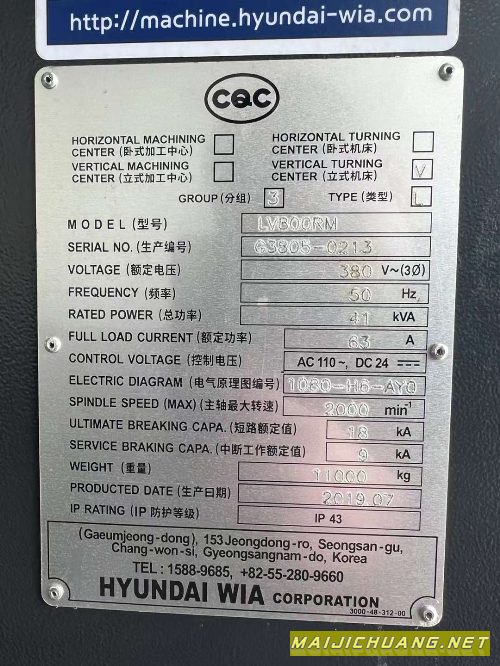 http://machine.hyundai-wia.com
CQC
HORIZONTAL MACHINING CENTER (卧式加工中心)
HORIZONTAL TURNING CENTER (卧式机床)
VERTICAL MACHINING CENTER (立式加工中心)
VERTICAL TURNING CENTER (立式机床) V
GROUP (分组) 3 TYPE (类型) L
MODEL (型号) LV800RM
SERIAL NO. (生产编号) G3805-0213
VOLTAGE (额定电压) 380 V~(3Ø)
FREQUENCY (频率) 50 Hz
RATED POWER (总功率) 41 kVA
FULL LOAD CURRENT (额定功率) 63 A
CONTROL VOLTAGE (控制电压) AC 110 ~, DC 24 ⎓
ELECTRIC DIAGRAM (电气原理图编号) 1080-H6-AY0
SPINDLE SPEED (MAX) (主轴最大转速) 2000 min⁻¹
ULTIMATE BREAKING CAPA. (短路额定值) 18 kA
SERVICE BRAKING CAPA. (中断工作额定值) 9 kA
WEIGHT (重量) 11000 kg
PRODUCTED DATE (生产日期) 2019.07
IP RATING (IP 防护等级) IP 43
(Gaeumjeong-dong), 153Jeongdong-ro, Seongsan-gu,
Chang-won-si, Gyeongsangnam-do, Korea
TEL : 1588-9685, +82-55-280-9660
HYUNDAI WIA CORPORATION
3000-48-312-00
MAIJICHUANG.NET